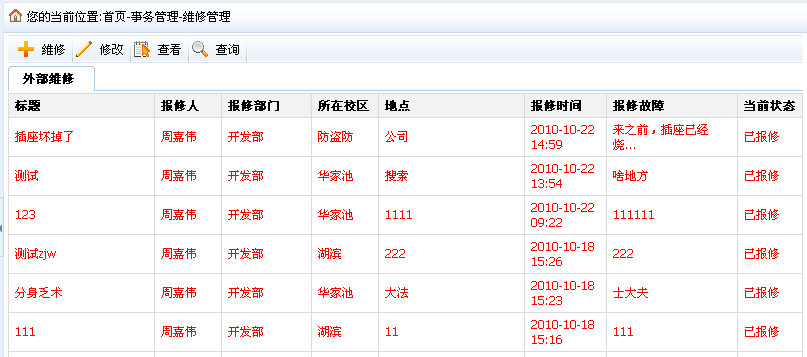 您的当前位置:首页-事务管理-维修管理
维修 修改 查看 查询
外部维修
标题 报修人 报修部门 所在校区 地点 报修时间 报修故障 当前状态
插座坏掉了 周嘉伟 开发部 防盗防 公司 2010-10-22 14:59 来之前，插座已经烧... 已报修
测试 周嘉伟 开发部 华家池 搜索 2010-10-22 13:54 啥地方 已报修
123 周嘉伟 开发部 华家池 1111 2010-10-22 09:22 111111 已报修
测试zjw 周嘉伟 开发部 湖滨 222 2010-10-18 15:26 222 已报修
分身乏术 周嘉伟 开发部 华家池 大法 2010-10-18 15:23 士大夫 已报修
111 周嘉伟 开发部 湖滨 11 2010-10-18 15:16 111 已报修